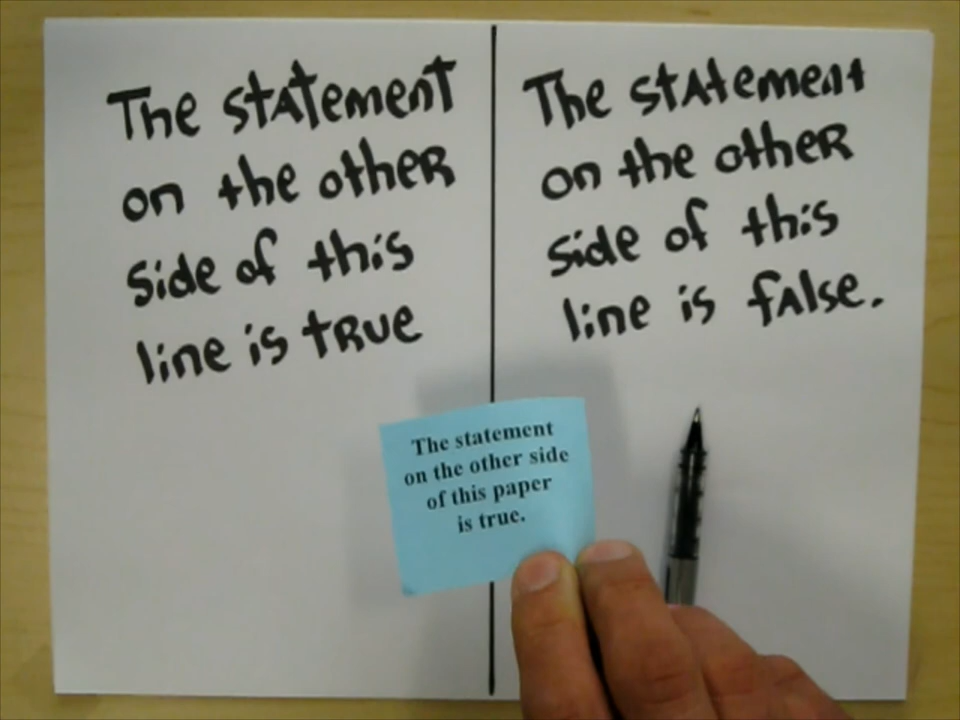 The statement
on the other
side of this
line is true
The statement
on the other
side of this
line is false.
The statement
on the other side
of this paper
is true.